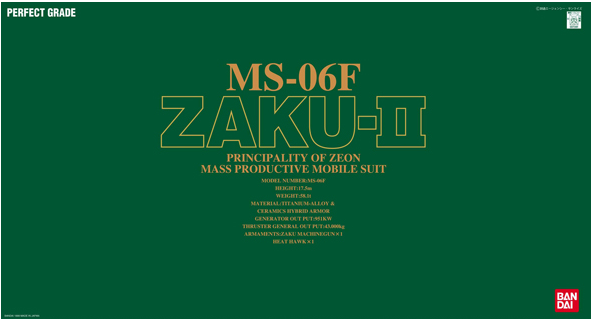 PERFECT GRADE
MS-06F
ZAKU-II
PRINCIPALITY OF ZEON
MASS PRODUCTIVE MOBILE SUIT
MODEL NUMBER:MS-06F
HEIGHT:17.5m
WEIGHT:58.1t
MATERIAL:TITANIUM-ALLOY &
CERAMICS HYBRID ARMOR
GENERATOR OUT PUT:951KW
THRUSTER GENERAL OUT PUT:43,000kg
ARMAMENTS:ZAKU MACHINEGUN×1
HEAT HAWK×1
BAN
DAI